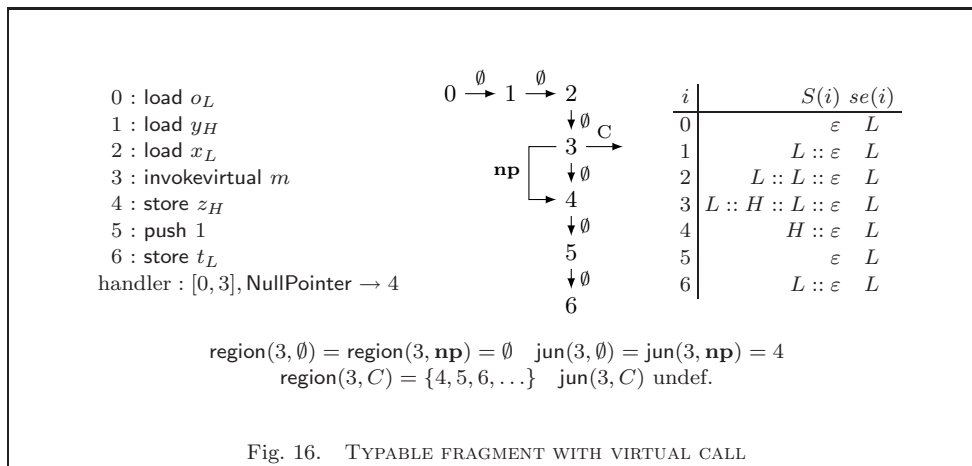 0 : load o_L
1 : load y_H
2 : load x_L
3 : invokevirtual m
4 : store z_H
5 : push 1
6 : store t_L
handler : [0, 3], NullPointer → 4
∅ ∅
0 1 2
∅
3 C
np ∅
4
∅
5
∅
6
i S(i) se(i)
0 ε L
1 L :: ε L
2 L :: L :: ε L
3 L :: H :: L :: ε L
4 H :: ε L
5 ε L
6 L :: ε L
region(3, ∅) = region(3, np) = ∅ jun(3, ∅) = jun(3, np) = 4
region(3, C) = {4, 5, 6, . . .} jun(3, C) undef.
Fig. 16. Typable fragment with virtual call